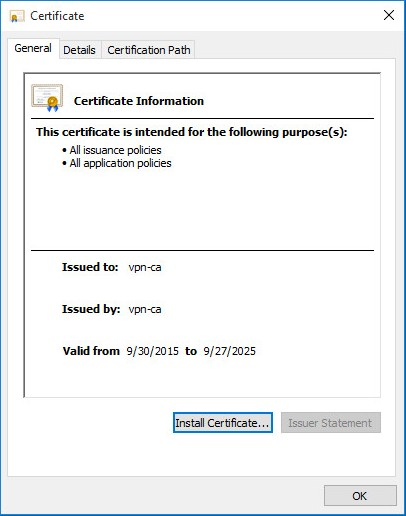 Certificate
General Details Certification Path
Certificate Information
This certificate is intended for the following purpose(s):
• All issuance policies
• All application policies
Issued to: vpn-ca
Issued by: vpn-ca
Valid from 9/30/2015 to 9/27/2025
Install Certificate... Issuer Statement
OK